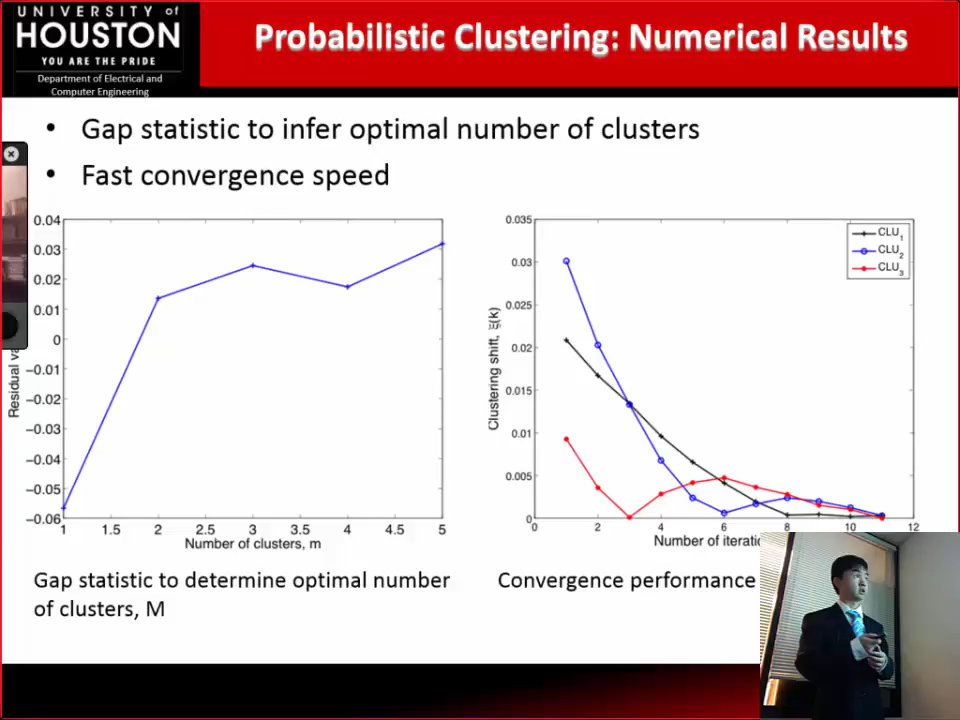 UNIVERSITY of
HOUSTON
YOU ARE THE PRIDE
Department of Electrical and
Computer Engineering
Probabilistic Clustering: Numerical Results
• Gap statistic to infer optimal number of clusters
• Fast convergence speed
0.04
0.03
0.02
0.01
0
−0.01
−0.02
−0.03
−0.04
−0.05
−0.06
Residual
1 1.5 2 2.5 3 3.5 4 4.5 5
Number of clusters, m
0.035
0.03
0.025
0.02
0.015
0.01
0.005
0
Clustering shift, ξ(k)
CLU1
CLU2
CLU3
0 2 4 6 8 10 12
Number of
Gap statistic to determine optimal number
of clusters, M
Convergence performance